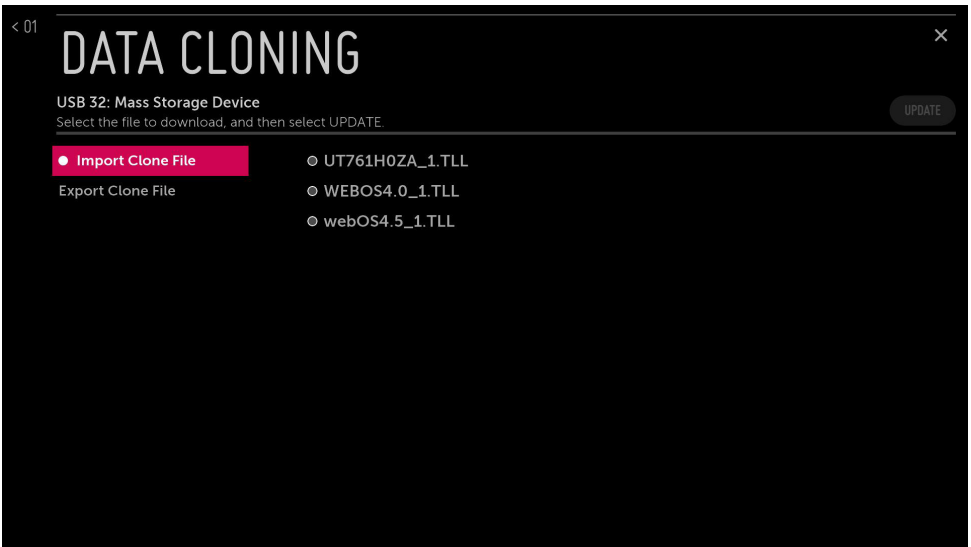 < 01
DATA CLONING
×
USB 32: Mass Storage Device
Select the file to download, and then select UPDATE.
UPDATE
Import Clone File
Export Clone File
UT761H0ZA_1.TLL
WEBOS4.0_1.TLL
webOS4.5_1.TLL